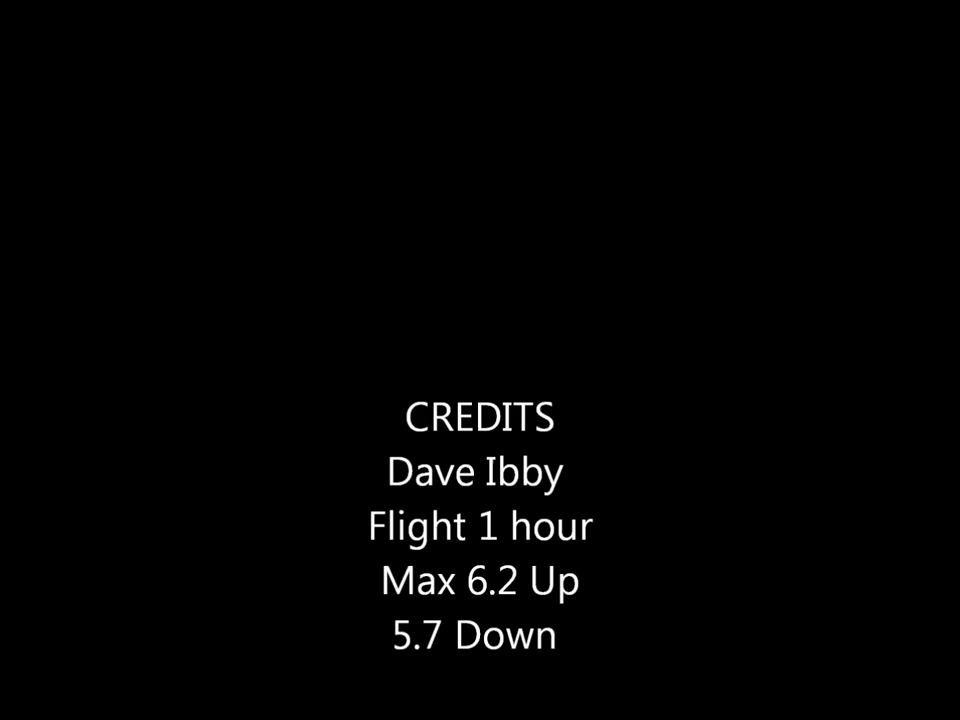 CREDITS
Dave Ibby
Flight 1 hour
Max 6.2 Up
5.7 Down